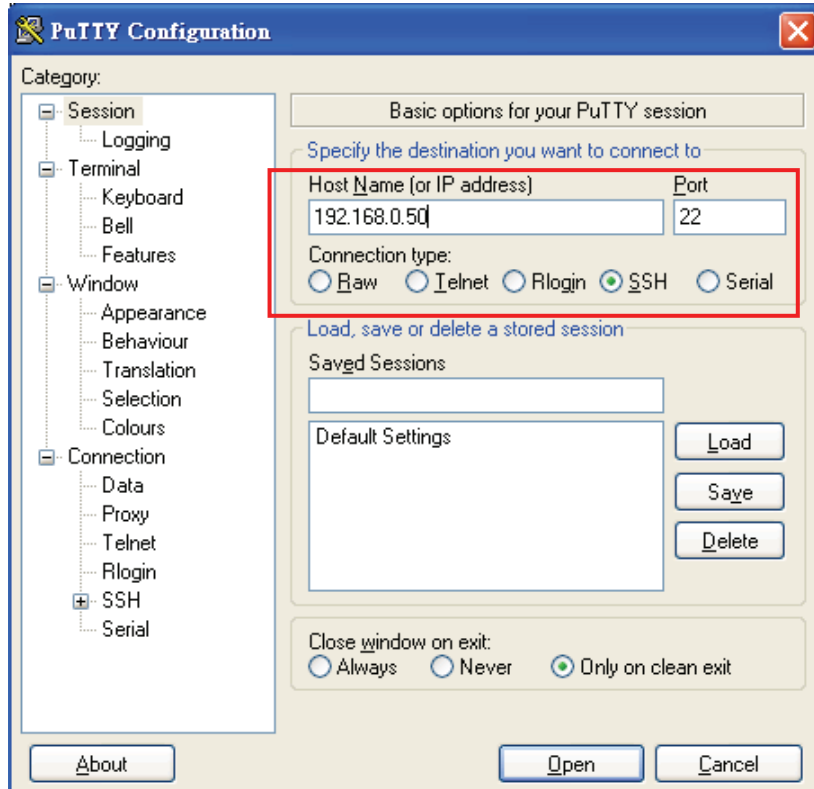 PuTTY Configuration
Category:
Session
Logging
Terminal
Keyboard
Bell
Features
Window
Appearance
Behaviour
Translation
Selection
Colours
Connection
Data
Proxy
Telnet
Rlogin
SSH
Serial
Basic options for your PuTTY session
Specify the destination you want to connect to
Host Name (or IP address) Port
192.168.0.50 22
Connection type:
Raw Telnet Rlogin SSH Serial
Load, save or delete a stored session
Saved Sessions
Default Settings
Load
Save
Delete
Close window on exit:
Always Never Only on clean exit
About Open Cancel